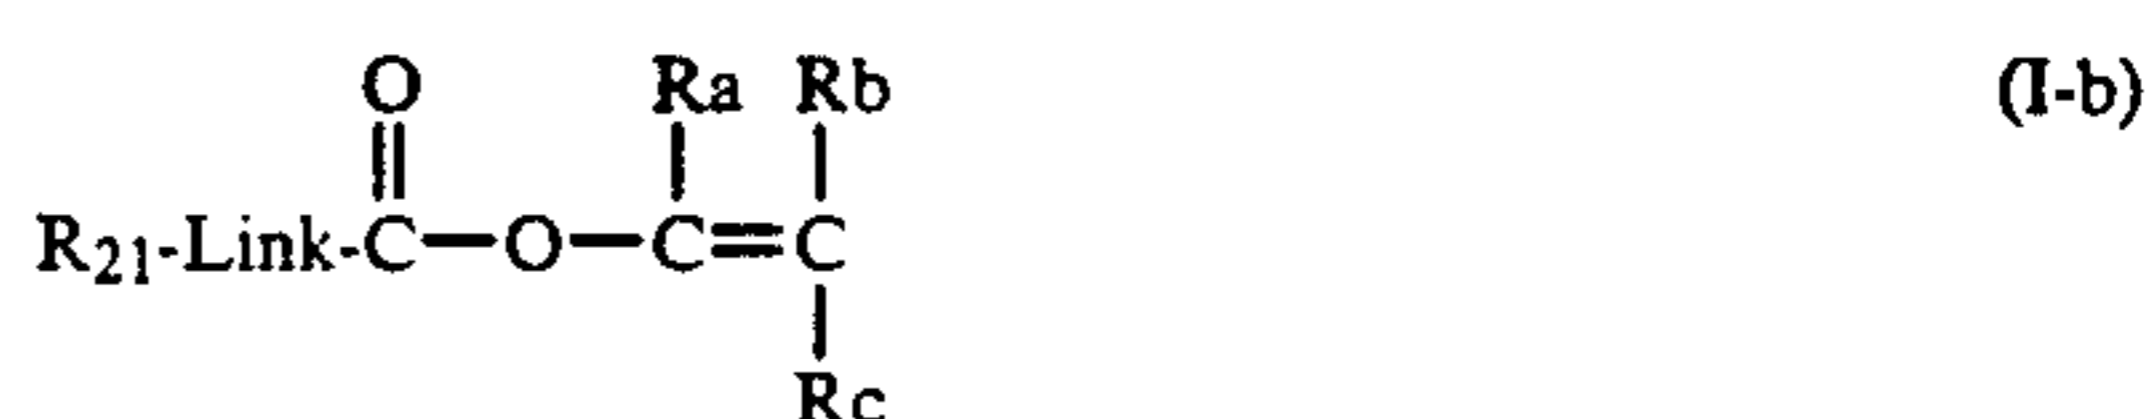 O Ra Rb (I-b)
R21-Link-C—O—C=C
Rc